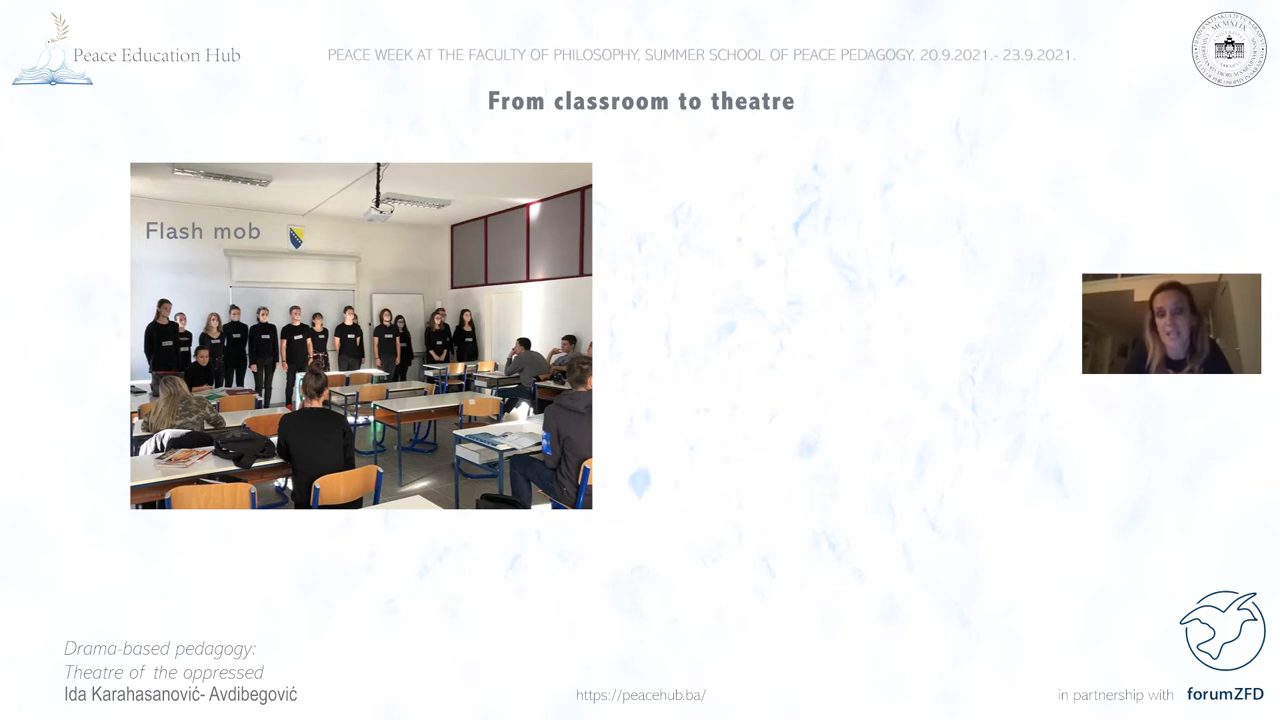 Peace Education Hub
PEACE WEEK AT THE FACULTY OF PHILOSOPHY, SUMMER SCHOOL OF PEACE PEDAGOGY, 20.9.2021.- 23.9.2021.
From classroom to theatre
Flash mob
Drama-based pedagogy:
Theatre of the oppressed
Ida Karahasanović- Avdibegović
https://peacehub.ba/
in partnership with forumZFD